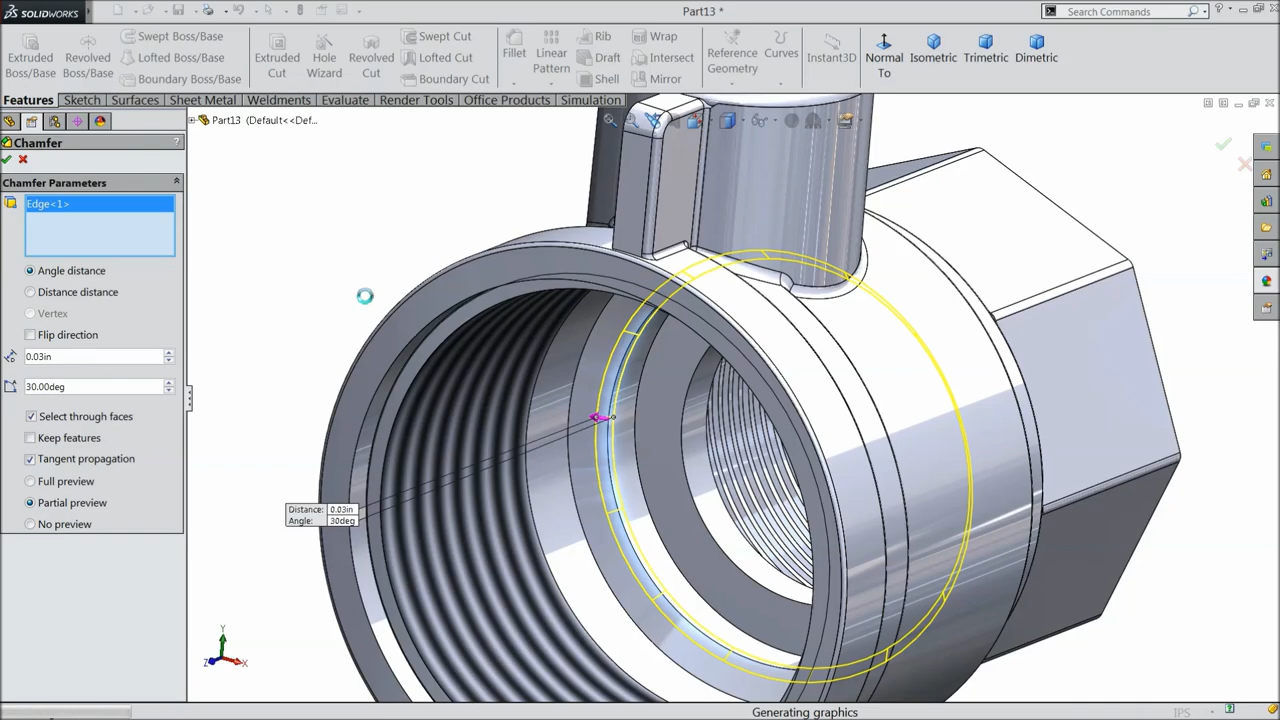 SOLIDWORKS
Part13 *
Search Commands
Extruded Boss/Base
Revolved Boss/Base
Swept Boss/Base
Lofted Boss/Base
Boundary Boss/Base
Extruded Cut
Hole Wizard
Revolved Cut
Swept Cut
Lofted Cut
Boundary Cut
Fillet
Linear Pattern
Rib
Draft
Shell
Wrap
Intersect
Mirror
Reference Geometry
Curves
Instant3D
Normal To
Isometric
Trimetric
Dimetric
Features Sketch Surfaces Sheet Metal Weldments Evaluate Render Tools Office Products Simulation
Part13 (Default<<Def...
Chamfer
?
Chamfer Parameters
Edge<1>
Angle distance
Distance distance
Vertex
Flip direction
0.03in
30.00deg
Select through faces
Keep features
Tangent propagation
Full preview
Partial preview
No preview
Distance: 0.03in
Angle: 30deg
Y
Z X
Generating graphics
IPS